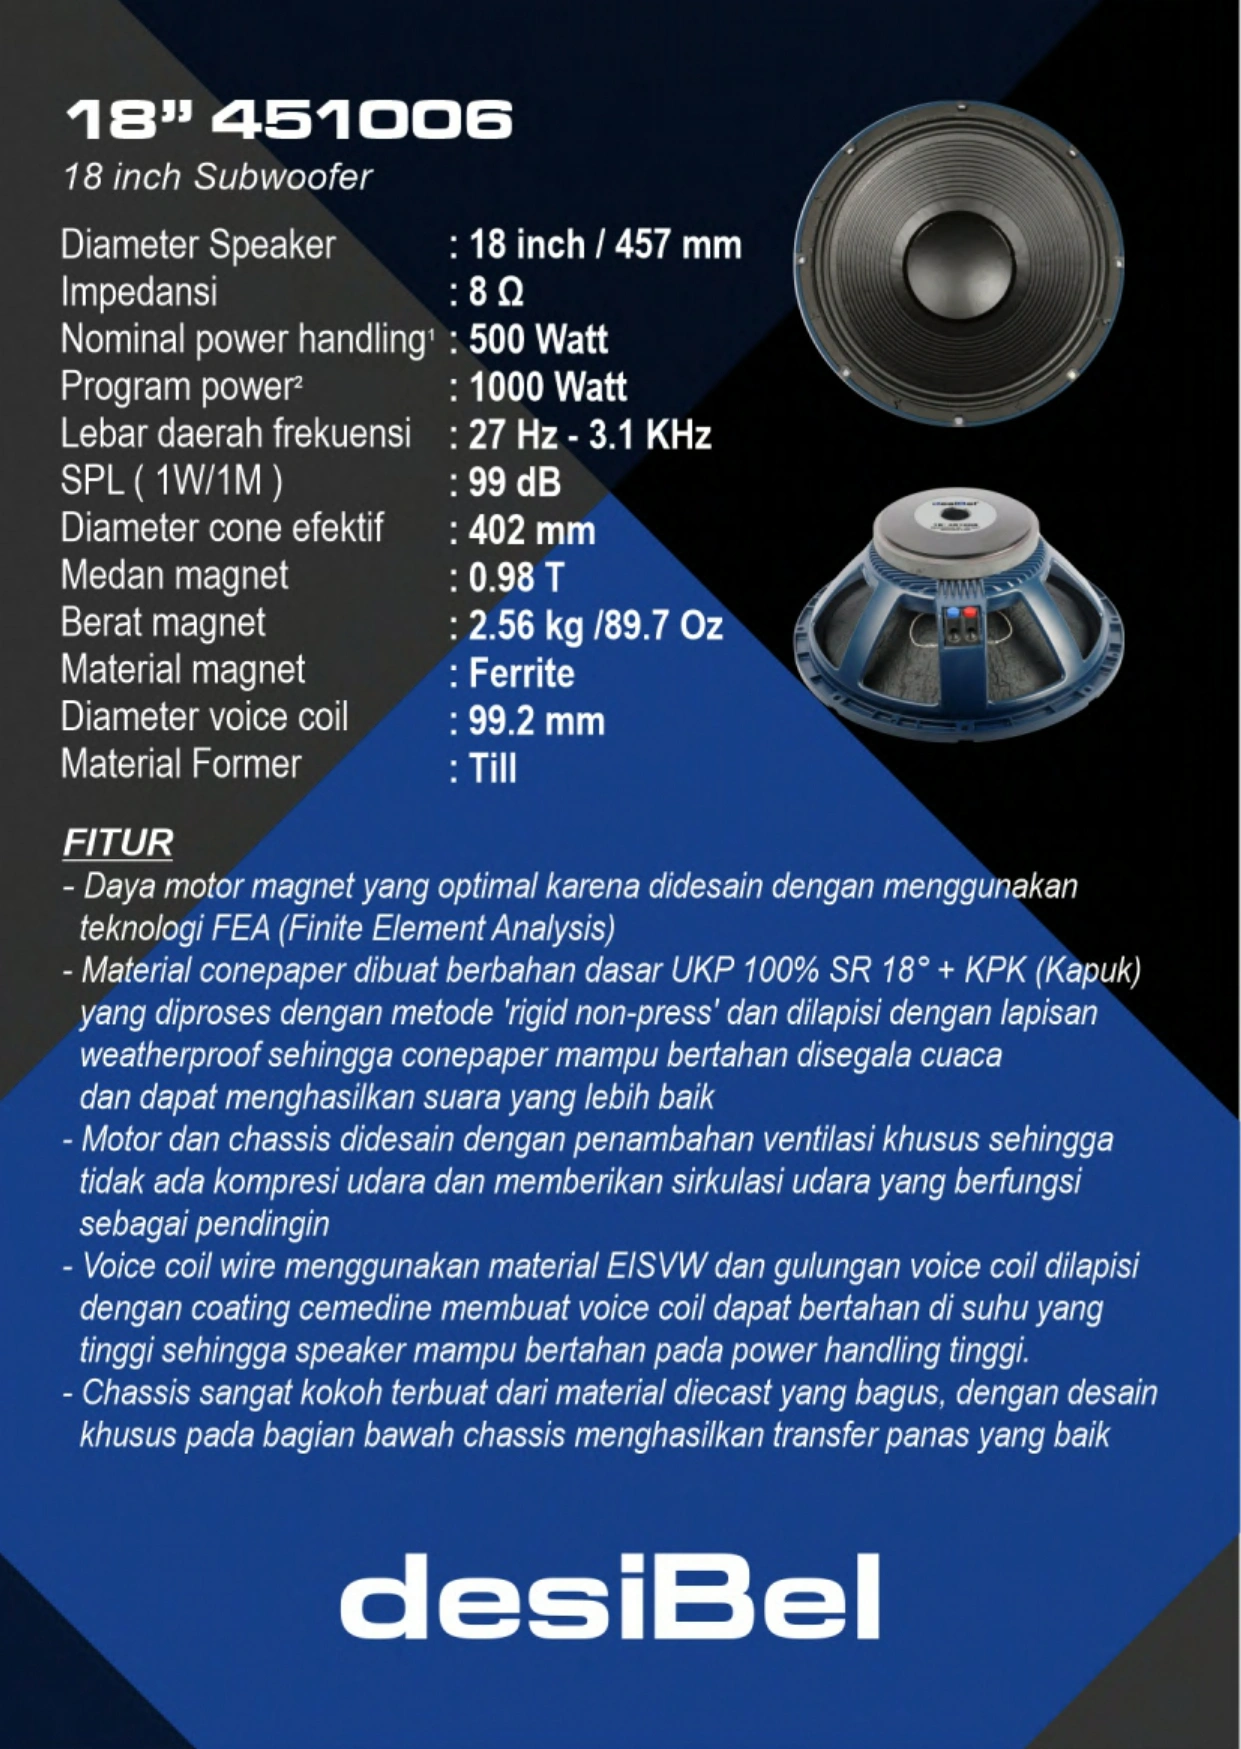 18” 451006
18 inch Subwoofer
Diameter Speaker : 18 inch / 457 mm
Impedansi : 8 Ω
Nominal power handling¹ : 500 Watt
Program power² : 1000 Watt
Lebar daerah frekuensi : 27 Hz - 3.1 KHz
SPL ( 1W/1M ) : 99 dB
Diameter cone efektif : 402 mm
Medan magnet : 0.98 T
Berat magnet : 2.56 kg /89.7 Oz
Material magnet : Ferrite
Diameter voice coil : 99.2 mm
Material Former : Till
desiBel
FITUR
- Daya motor magnet yang optimal karena didesain dengan menggunakan
teknologi FEA (Finite Element Analysis)
- Material conepaper dibuat berbahan dasar UKP 100% SR 18° + KPK (Kapuk)
yang diproses dengan metode 'rigid non-press' dan dilapisi dengan lapisan
weatherproof sehingga conepaper mampu bertahan disegala cuaca
dan dapat menghasilkan suara yang lebih baik
- Motor dan chassis didesain dengan penambahan ventilasi khusus sehingga
tidak ada kompresi udara dan memberikan sirkulasi udara yang berfungsi
sebagai pendingin
- Voice coil wire menggunakan material EISVW dan gulungan voice coil dilapisi
dengan coating cemedine membuat voice coil dapat bertahan di suhu yang
tinggi sehingga speaker mampu bertahan pada power handling tinggi.
- Chassis sangat kokoh terbuat dari material diecast yang bagus, dengan desain
khusus pada bagian bawah chassis menghasilkan transfer panas yang baik
desiBel